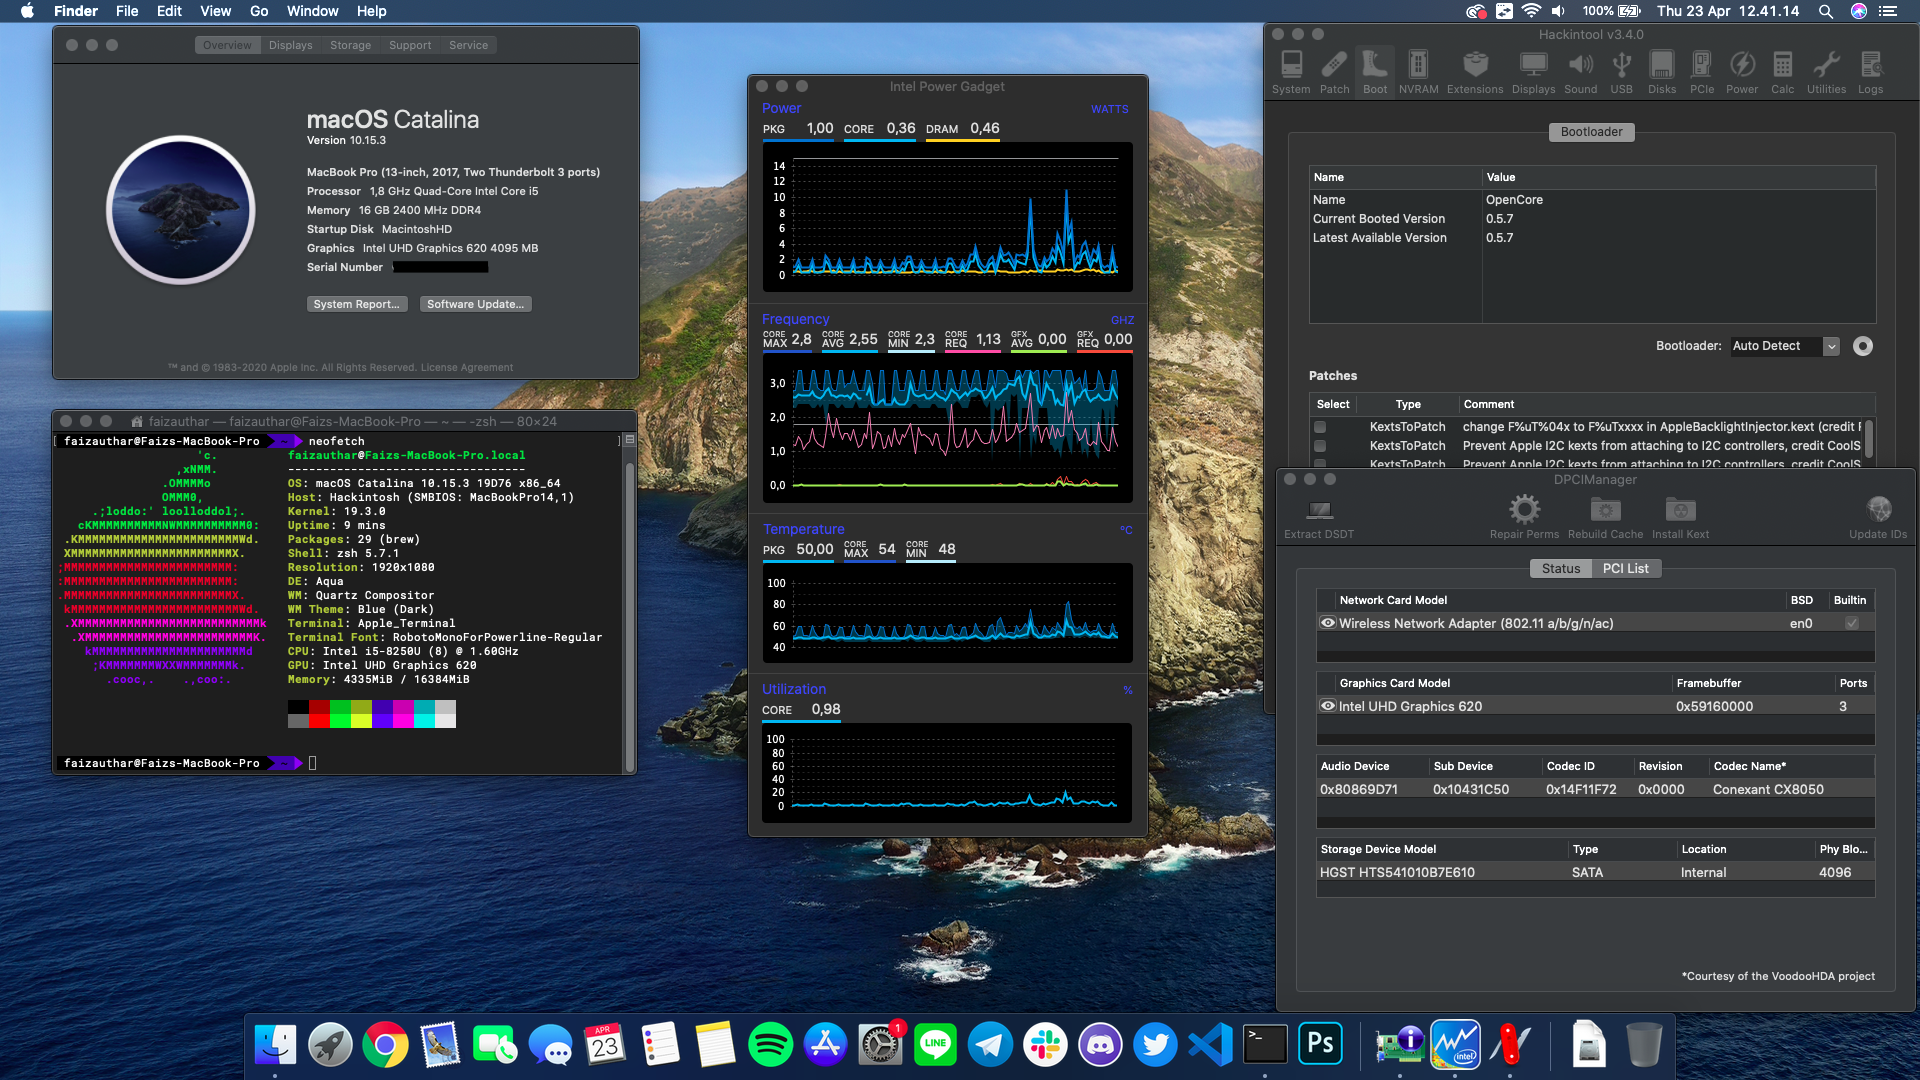 Finder File Edit View Go Window Help
100% Thu 23 Apr 12.41.14
Overview Displays Storage Support Service
macOS Catalina
Version 10.15.3
MacBook Pro (13-inch, 2017, Two Thunderbolt 3 ports)
Processor 1,8 GHz Quad-Core Intel Core i5
Memory 16 GB 2400 MHz DDR4
Startup Disk MacintoshHD
Graphics Intel UHD Graphics 620 4095 MB
Serial Number
System Report...
Software Update...
™ and © 1983-2020 Apple Inc. All Rights Reserved. License Agreement
faizauthar — faizauthar@Faizs-MacBook-Pro — ~ — -zsh — 80×24
[ faizauthar@Faizs-MacBook-Pro ~ neofetch ]
'c. faizauthar@Faizs-MacBook-Pro.local
,xNMM. ----------------------------------
.OMMMMo OS: macOS Catalina 10.15.3 19D76 x86_64
OMMM0, Host: Hackintosh (SMBIOS: MacBookPro14,1)
.;loddo:' loolloddol;. Kernel: 19.3.0
cKMMMMMMMMMMNWMMMMMMMMMM0: Uptime: 9 mins
.KMMMMMMMMMMMMMMMMMMMMMMMWd. Packages: 29 (brew)
XMMMMMMMMMMMMMMMMMMMMMMMX. Shell: zsh 5.7.1
;MMMMMMMMMMMMMMMMMMMMMMMM: Resolution: 1920x1080
:MMMMMMMMMMMMMMMMMMMMMMMM: DE: Aqua
.MMMMMMMMMMMMMMMMMMMMMMMMX. WM: Quartz Compositor
kMMMMMMMMMMMMMMMMMMMMMMMMWd. WM Theme: Blue (Dark)
.XMMMMMMMMMMMMMMMMMMMMMMMMMMk Terminal: Apple_Terminal
.XMMMMMMMMMMMMMMMMMMMMMMMMK. Terminal Font: RobotoMonoForPowerline-Regular
kMMMMMMMMMMMMMMMMMMMMMMd CPU: Intel i5-8250U (8) @ 1.60GHz
;KMMMMMMMWXXWMMMMMMMk. GPU: Intel UHD Graphics 620
.cooc,. .,coo:. Memory: 4335MiB / 16384MiB
faizauthar@Faizs-MacBook-Pro ~
Intel Power Gadget
Power WATTS
PKG 1,00 CORE 0,36 DRAM 0,46
14
12
10
8
6
4
2
0
Frequency GHZ
CORE MAX 2,8 CORE AVG 2,55 CORE MIN 2,3 CORE REQ 1,13 GFX AVG 0,00 GFX REQ 0,00
3,0
2,0
1,0
0,0
Temperature °C
PKG 50,00 CORE MAX 54 CORE MIN 48
100
80
60
40
Utilization %
CORE 0,98
100
80
60
40
20
0
Hackintool v3.4.0
System Patch Boot NVRAM Extensions Displays Sound USB Disks PCIe Power Calc Utilities Logs
Bootloader
Name Value
Name OpenCore
Current Booted Version 0.5.7
Latest Available Version 0.5.7
Bootloader: Auto Detect
Patches
Select Type Comment
KextsToPatch change F%uT%04x to F%uTxxxx in AppleBacklightInjector.kext (credit
KextsToPatch Prevent Apple I2C kexts from attaching to I2C controllers, credit CoolS
KextsToPatch Prevent Apple I2C kexts from attaching to I2C controllers, credit CoolS
DPCIManager
Extract DSDT Repair Perms Rebuild Cache Install Kext Update IDs
Status PCI List
Network Card Model BSD Builtin
Wireless Network Adapter (802.11 a/b/g/n/ac) en0
Graphics Card Model Framebuffer Ports
Intel UHD Graphics 620 0x59160000 3
Audio Device Sub Device Codec ID Revision Codec Name*
0x80869D71 0x10431C50 0x14F11F72 0x0000 Conexant CX8050
Storage Device Model Type Location Phy Blo...
HGST HTS541010B7E610 SATA Internal 4096
*Courtesy of the VoodooHDA project
APR
23
1
LINE
>_
Ps
i
intel